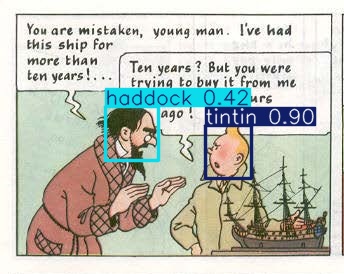 You are mistaken, young man. I've had
this ship for
more than
ten years!...
Ten years? But you were
trying to buy it from me
urs
ago!
haddock 0.42
tintin 0.90